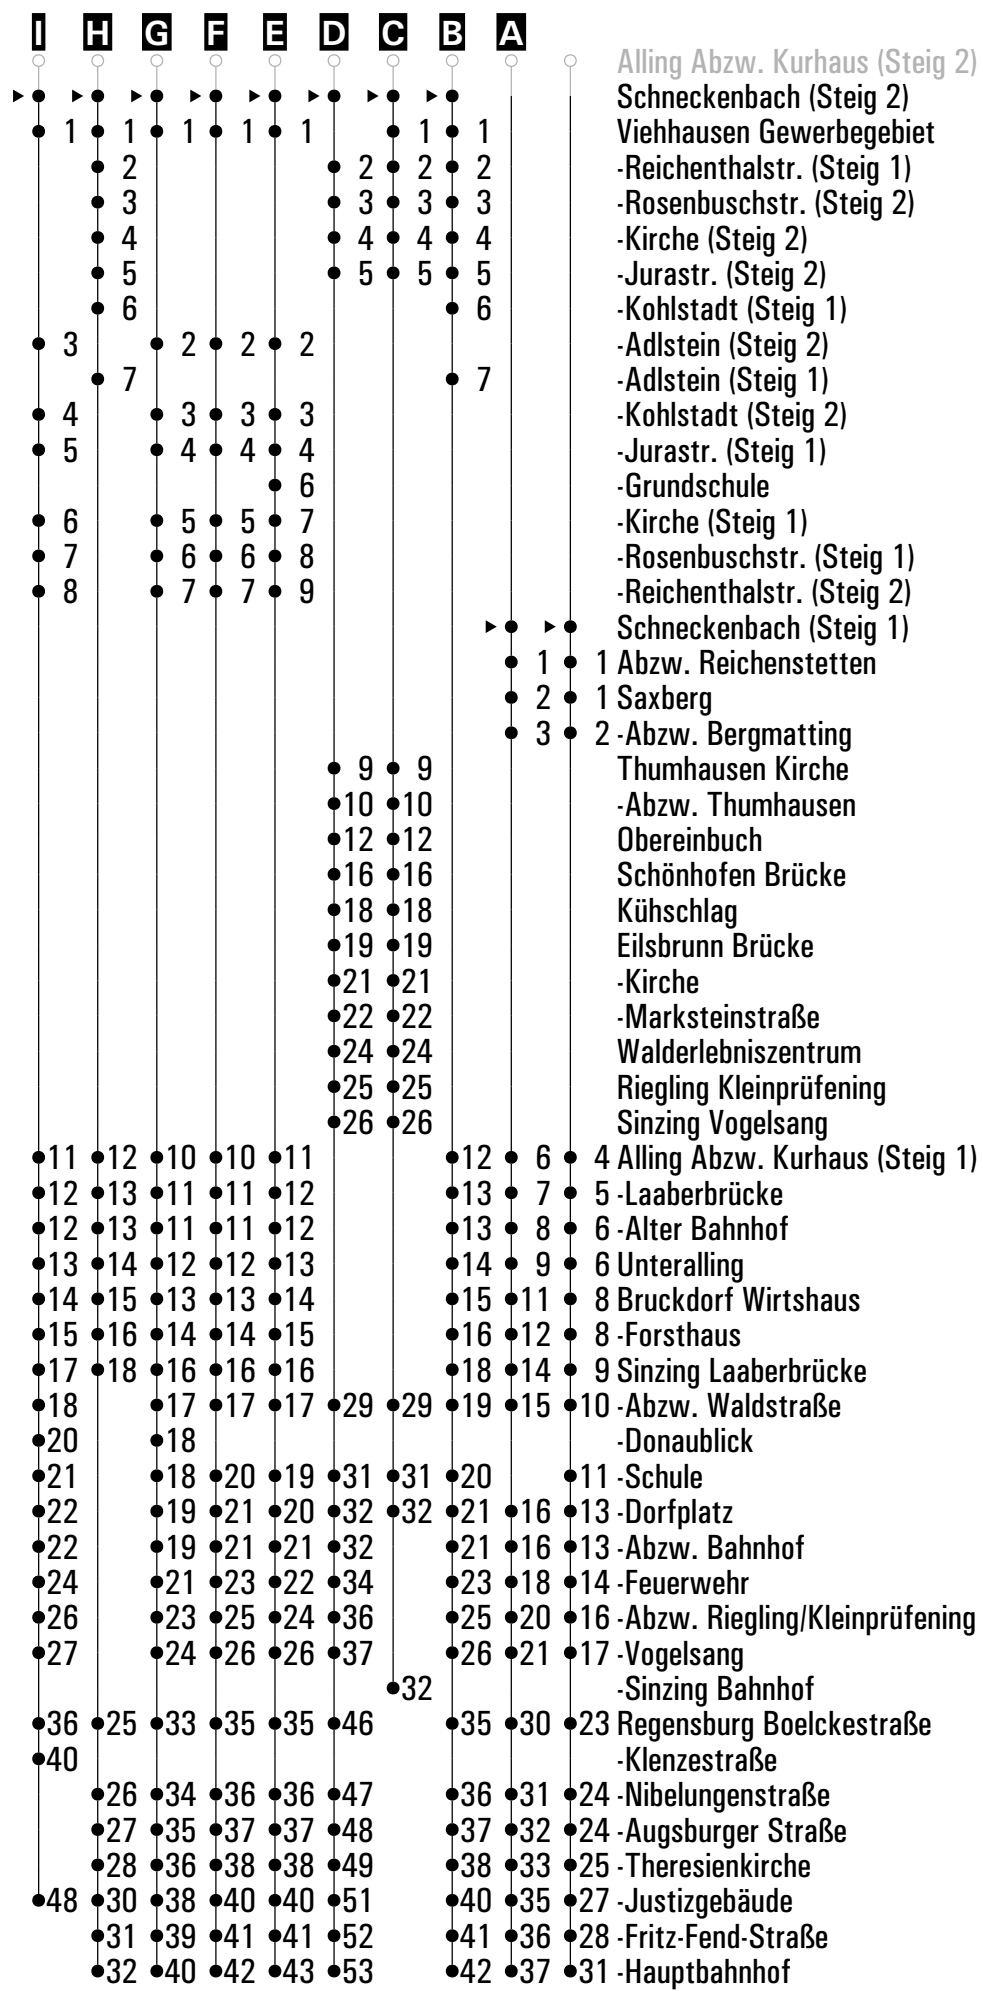 I H G F E D C B A
Alling Abzw. Kurhaus (Steig 2)
Schneckenbach (Steig 2)
1 1 1 1 1 1 1 Viehhausen Gewerbegebiet
2 2 2 2 -Reichenthalstr. (Steig 1)
3 3 3 3 -Rosenbuschstr. (Steig 2)
4 4 4 4 -Kirche (Steig 2)
5 5 5 5 -Jurastr. (Steig 2)
6 6 -Kohlstadt (Steig 1)
3 2 2 2 -Adlstein (Steig 2)
7 7 -Adlstein (Steig 1)
4 3 3 3 -Kohlstadt (Steig 2)
5 4 4 4 -Jurastr. (Steig 1)
6 -Grundschule
6 5 5 7 -Kirche (Steig 1)
7 6 6 8 -Rosenbuschstr. (Steig 1)
8 7 7 9 -Reichenthalstr. (Steig 2)
Schneckenbach (Steig 1)
1 1 Abzw. Reichenstetten
2 1 Saxberg
3 2 -Abzw. Bergmatting
9 9 Thumhausen Kirche
10 10 -Abzw. Thumhausen
12 12 Obereinbuch
16 16 Schönhofen Brücke
18 18 Kühschlag
19 19 Eilsbrunn Brücke
21 21 -Kirche
22 22 -Marksteinstraße
24 24 Walderlebniszentrum
25 25 Riegling Kleinprüfening
26 26 Sinzing Vogelsang
11 12 10 10 11 12 6 4 Alling Abzw. Kurhaus (Steig 1)
12 13 11 11 12 13 7 5 -Laaberbrücke
12 13 11 11 12 13 8 6 -Alter Bahnhof
13 14 12 12 13 14 9 6 Unteralling
14 15 13 13 14 15 11 8 Bruckdorf Wirtshaus
15 16 14 14 15 16 12 8 -Forsthaus
17 18 16 16 16 18 14 9 Sinzing Laaberbrücke
18 17 17 17 29 29 19 15 10 -Abzw. Waldstraße
20 18 -Donaublick
21 18 20 19 31 31 20 11 -Schule
22 19 21 20 32 32 21 16 13 -Dorfplatz
22 19 21 21 32 21 16 13 -Abzw. Bahnhof
24 21 23 22 34 23 18 14 -Feuerwehr
26 23 25 24 36 25 20 16 -Abzw. Riegling/Kleinprüfening
27 24 26 26 37 26 21 17 -Vogelsang
32 -Sinzing Bahnhof
36 25 33 35 35 46 35 30 23 Regensburg Boelckestraße
40 -Klenzestraße
26 34 36 36 47 36 31 24 -Nibelungenstraße
27 35 37 37 48 37 32 24 -Augsburger Straße
28 36 38 38 49 38 33 25 -Theresienkirche
48 30 38 40 40 51 40 35 27 -Justizgebäude
31 39 41 41 52 41 36 28 -Fritz-Fend-Straße
32 40 42 43 53 42 37 31 -Hauptbahnhof